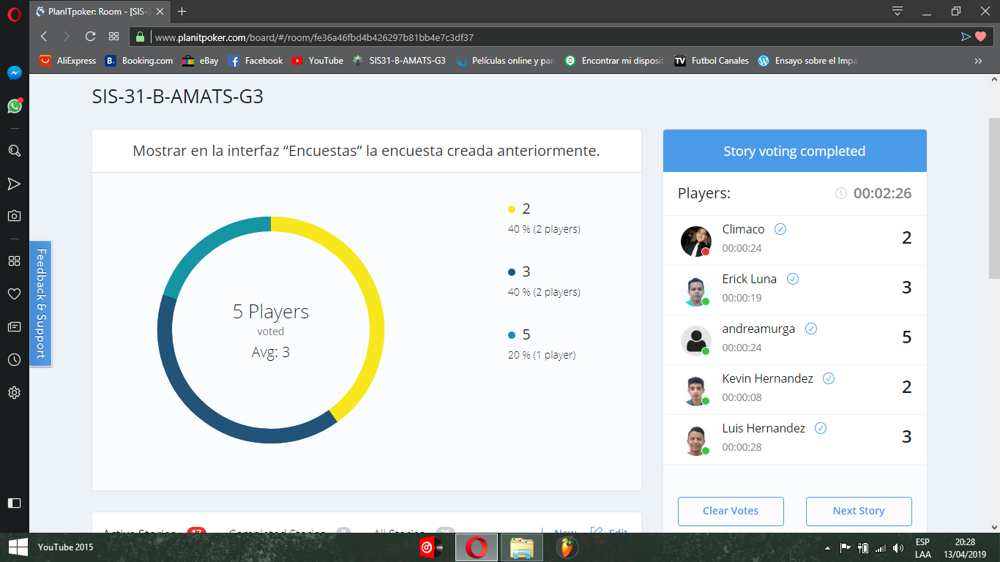 PlanITpoker: Room - [SIS-3
www.planitpoker.com/board/#/room/fe36a46fbd4b426297b81bb4e7c3df37
AliExpress
B. Booking.com
eBay
Facebook
YouTube
SIS31-B-AMATS-G3
Películas online y par
Encontrar mi disposit
TV Futbol Canales
Ensayo sobre el Impa
SIS-31-B-AMATS-G3
Mostrar en la interfaz “Encuestas” la encuesta creada anteriormente.
2
40 % (2 players)
3
40 % (2 players)
5
20 % (1 player)
5 Players
voted
Avg: 3
Story voting completed
Players:
00:02:26
Climaco
00:00:24
2
Erick Luna
00:00:19
3
andreamurga
00:00:24
5
Kevin Hernandez
00:00:08
2
Luis Hernandez
00:00:28
3
Clear Votes
Next Story
Feedback & Support
Active Stories 17
Completed Stories 8
All Stories 25
New
Edit
YouTube 2015
ESP
LAA
20:28
13/04/2019